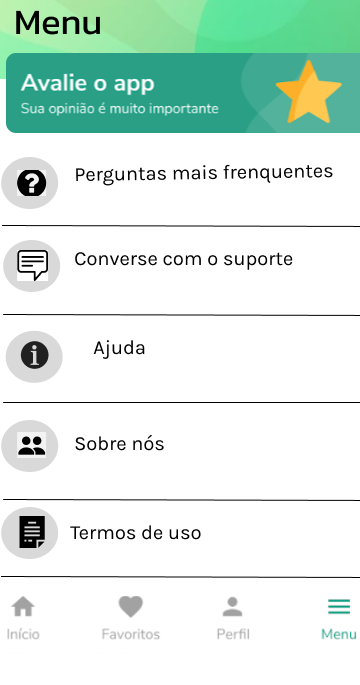 Menu
Avalie o app
Sua opinião é muito importante
Perguntas mais frenquentes
Converse com o suporte
Ajuda
Sobre nós
Termos de uso
Início Favoritos Perfil Menu